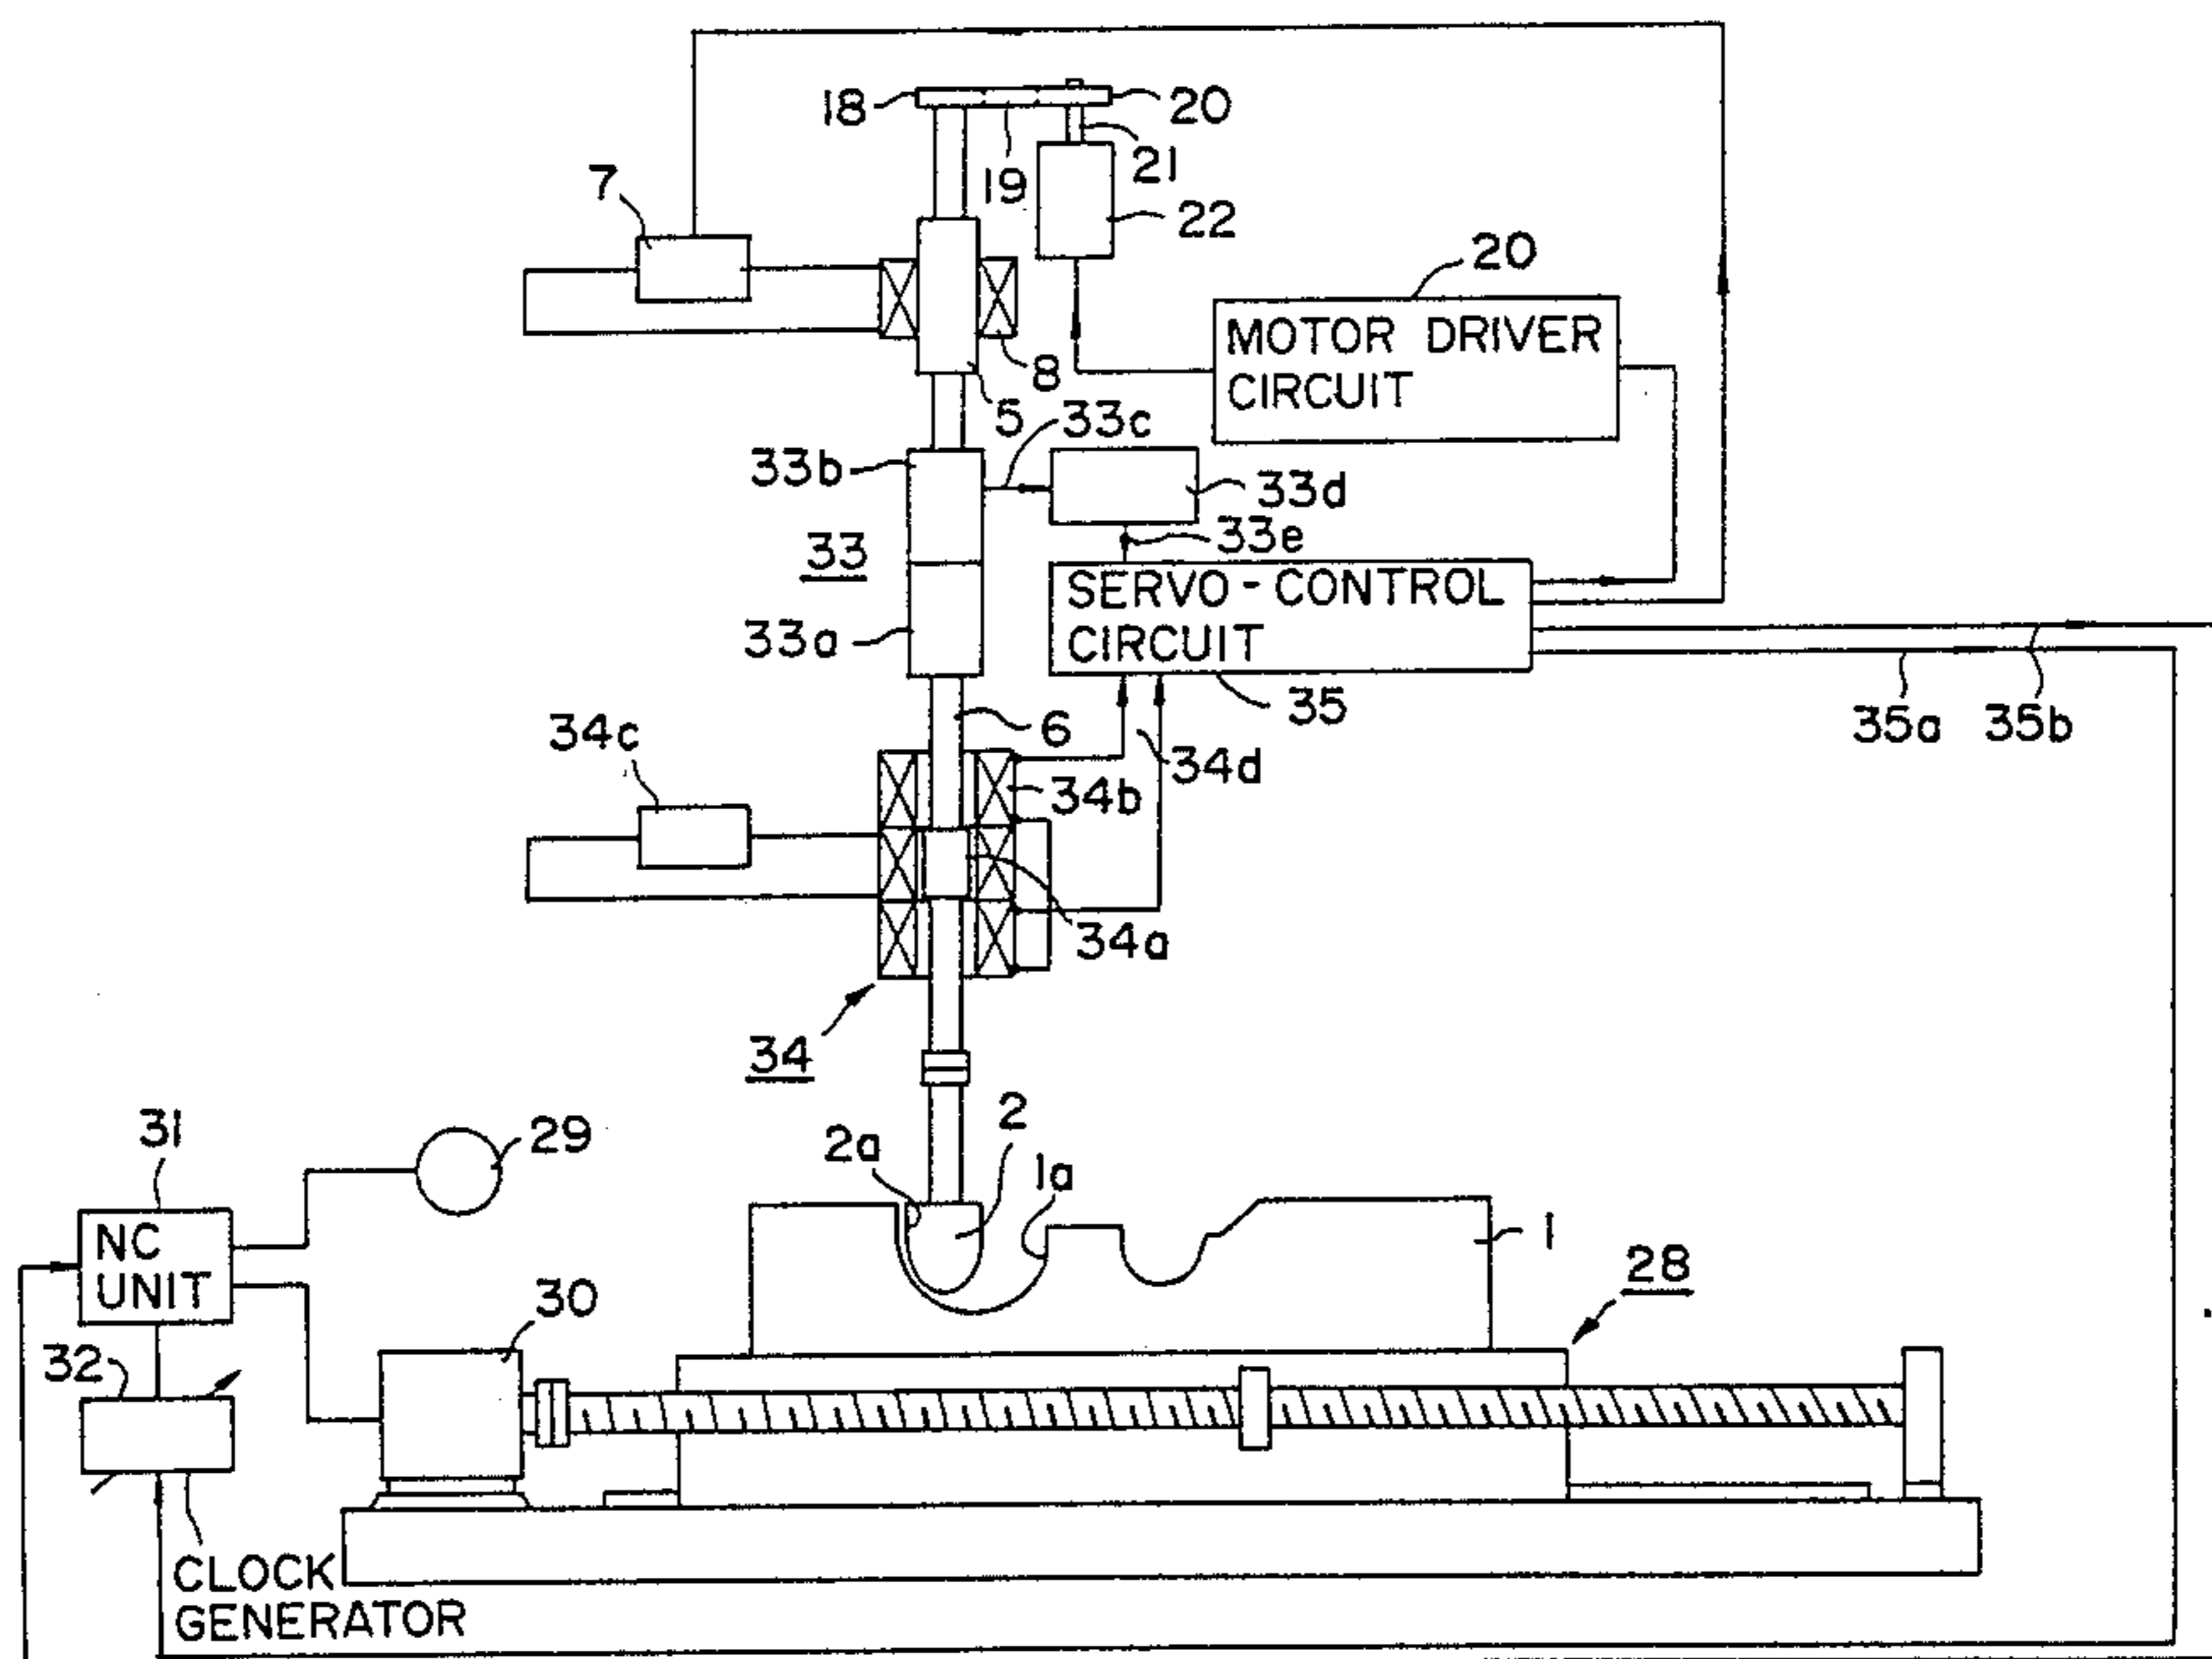 18
20
19
21
7
22
20
MOTOR DRIVER
CIRCUIT
8
5
33c
33b
33d
33e
33
SERVO-CONTROL
CIRCUIT
33a
35
6
35a
35b
34c
34d
34b
34a
34
31
29
2
2a
1a
1
NC
UNIT
28
30
32
CLOCK
GENERATOR